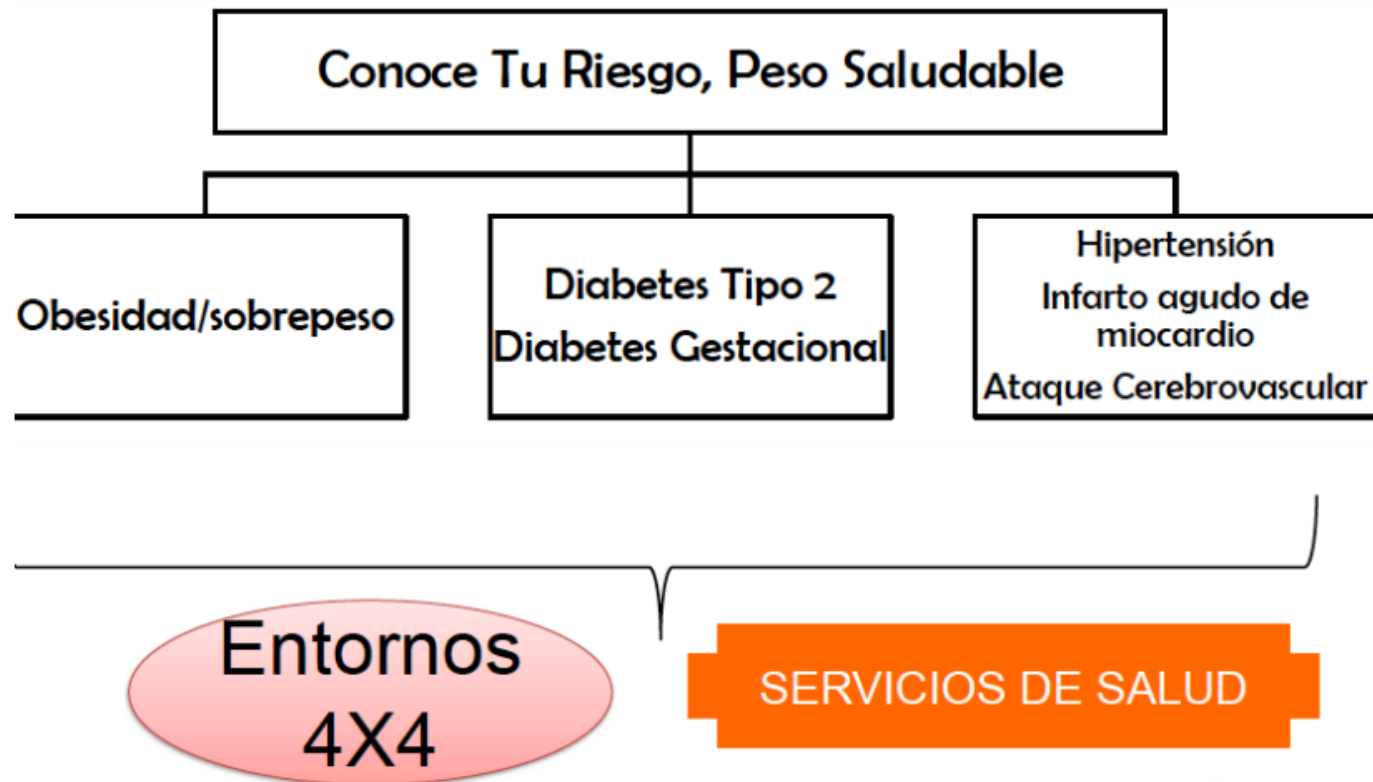 Conoce Tu Riesgo, Peso Saludable
Obesidad/sobrepeso
Diabetes Tipo 2
Diabetes Gestacional
Hipertensión
Infarto agudo de
miocardio
Ataque Cerebrovascular
Entornos
4X4
SERVICIOS DE SALUD